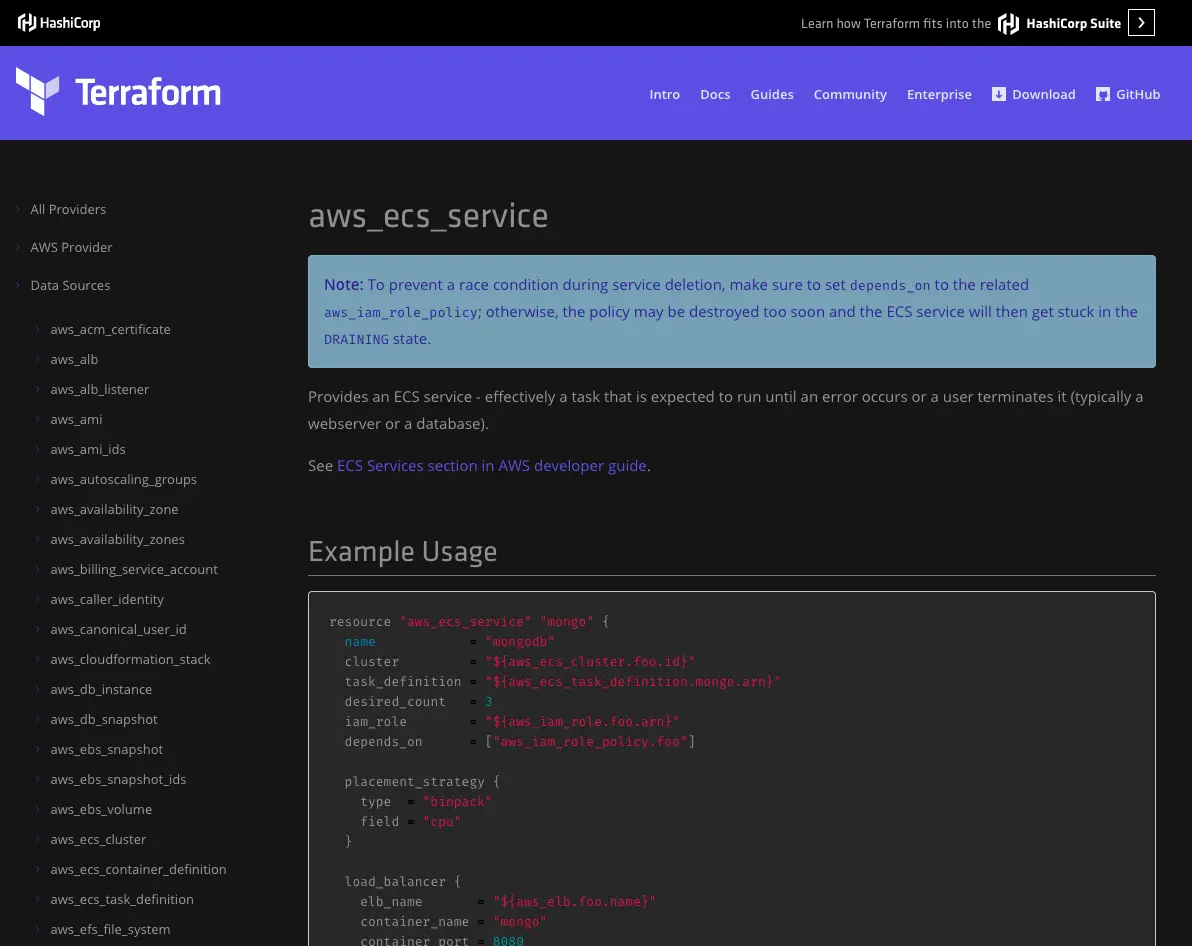 HashiCorp
Learn how Terraform fits into the HashiCorp Suite
Terraform
Intro Docs Guides Community Enterprise Download GitHub
All Providers
AWS Provider
Data Sources
aws_acm_certificate
aws_alb
aws_alb_listener
aws_ami
aws_ami_ids
aws_autoscaling_groups
aws_availability_zone
aws_availability_zones
aws_billing_service_account
aws_caller_identity
aws_canonical_user_id
aws_cloudformation_stack
aws_db_instance
aws_db_snapshot
aws_ebs_snapshot
aws_ebs_snapshot_ids
aws_ebs_volume
aws_ecs_cluster
aws_ecs_container_definition
aws_ecs_task_definition
aws_efs_file_system
aws_ecs_service
Note: To prevent a race condition during service deletion, make sure to set depends_on to the related
aws_iam_role_policy; otherwise, the policy may be destroyed too soon and the ECS service will then get stuck in the
DRAINING state.
Provides an ECS service - effectively a task that is expected to run until an error occurs or a user terminates it (typically a
webserver or a database).
See ECS Services section in AWS developer guide.
Example Usage
resource "aws_ecs_service" "mongo" {
  name            = "mongodb"
  cluster         = "${aws_ecs_cluster.foo.id}"
  task_definition = "${aws_ecs_task_definition.mongo.arn}"
  desired_count   = 3
  iam_role        = "${aws_iam_role.foo.arn}"
  depends_on      = ["aws_iam_role_policy.foo"]
  placement_strategy {
    type  = "binpack"
    field = "cpu"
  }
  load_balancer {
    elb_name       = "${aws_elb.foo.name}"
    container_name = "mongo"
    container_port = 8080